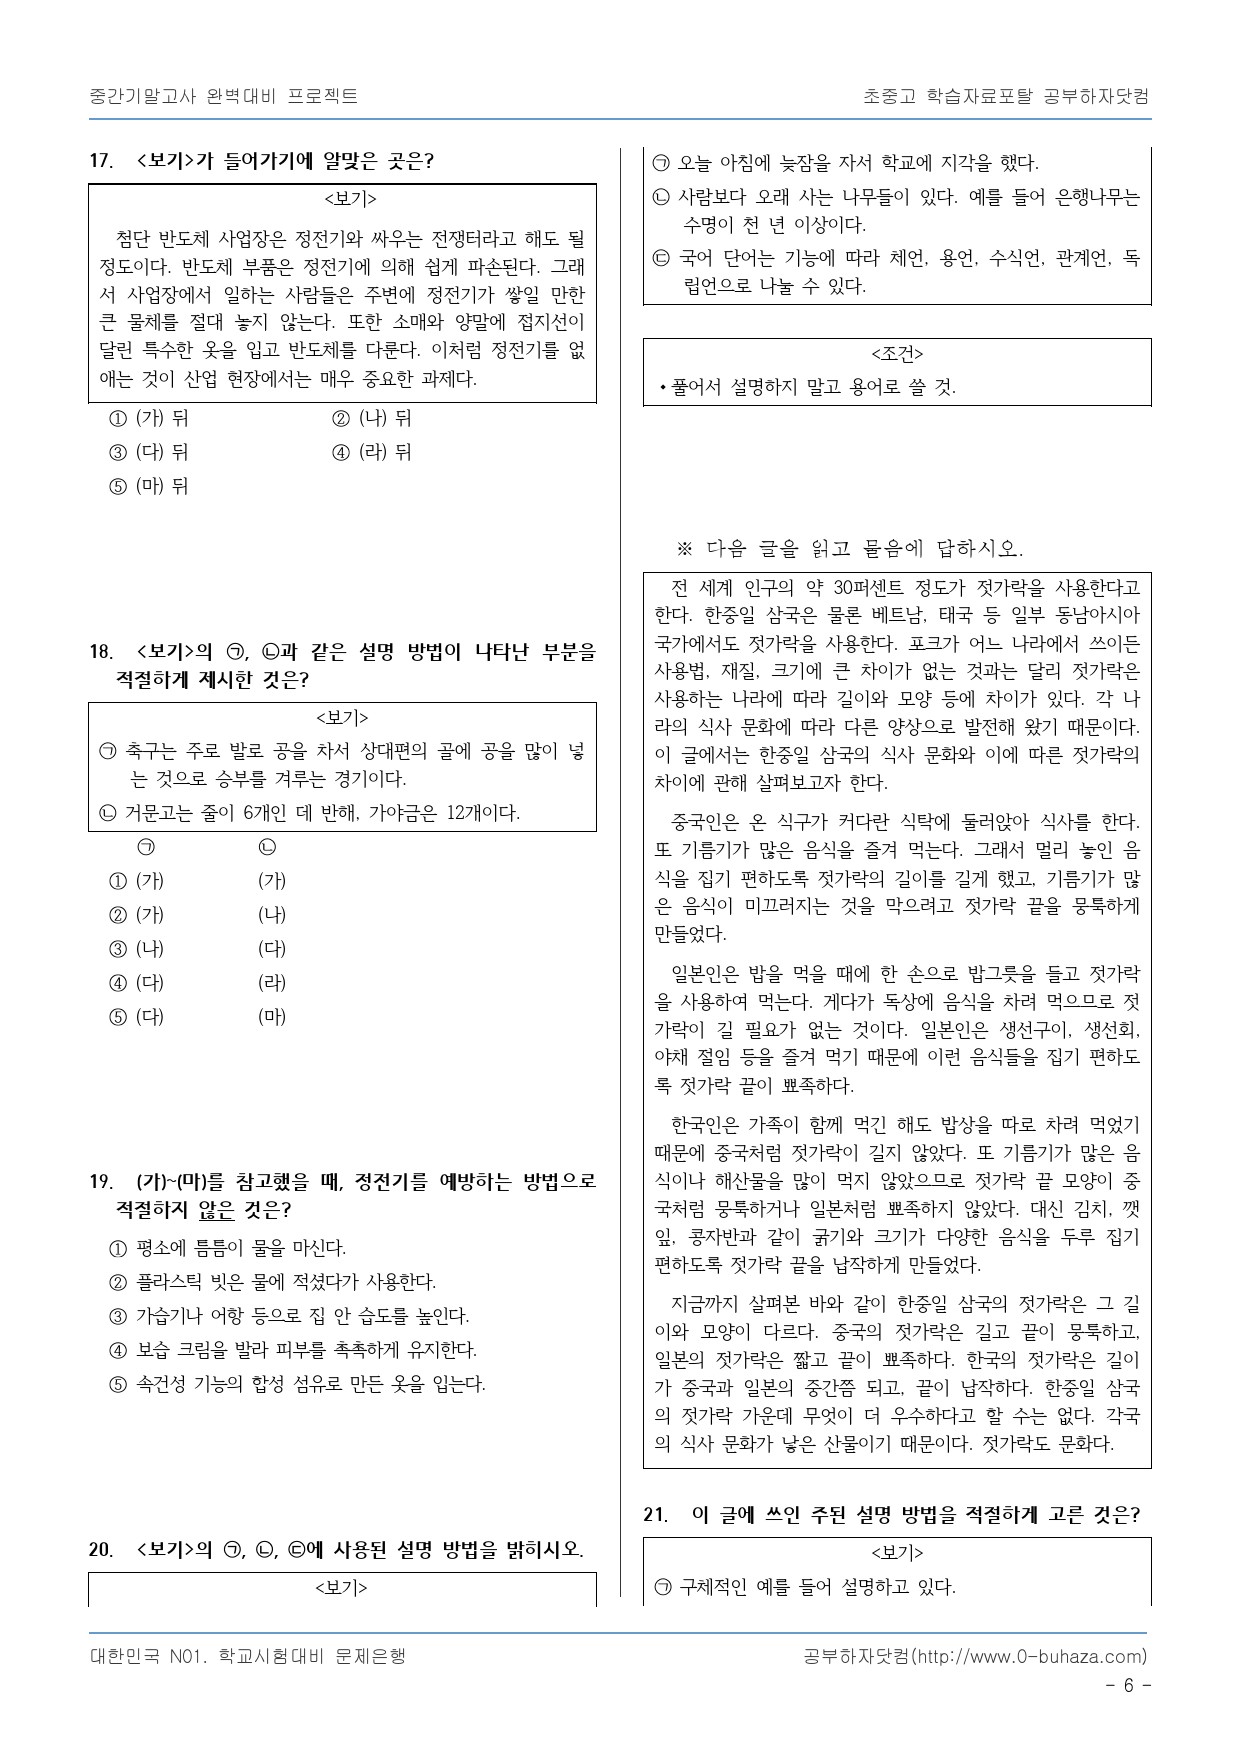 중간기말고사 완벽대비 프로젝트
초중고 학습자료포탈 공부하자닷컴
17. <보기>가 들어가기에 알맞은 곳은?
<보기>
첨단 반도체 사업장은 정전기와 싸우는 전쟁터라고 해도 될
정도이다. 반도체 부품은 정전기에 의해 쉽게 파손된다. 그래
서 사업장에서 일하는 사람들은 주변에 정전기가 쌓일 만한
큰 물체를 절대 놓지 않는다. 또한 소매와 양말에 접지선이
달린 특수한 옷을 입고 반도체를 다룬다. 이처럼 정전기를 없
애는 것이 산업 현장에서는 매우 중요한 과제다.
① (가) 뒤 ② (나) 뒤
③ (다) 뒤 ④ (라) 뒤
⑤ (마) 뒤
18. <보기>의 ㉠, ㉡과 같은 설명 방법이 나타난 부분을
적절하게 제시한 것은?
<보기>
㉠ 축구는 주로 발로 공을 차서 상대편의 골에 공을 많이 넣
는 것으로 승부를 겨루는 경기이다.
㉡ 거문고는 줄이 6개인 데 반해, 가야금은 12개이다.
㉠ ㉡
① (가) (가)
② (가) (나)
③ (나) (다)
④ (다) (라)
⑤ (다) (마)
19. (가)~(마)를 참고했을 때, 정전기를 예방하는 방법으로
적절하지 않은 것은?
① 평소에 틈틈이 물을 마신다.
② 플라스틱 빗은 물에 적셨다가 사용한다.
③ 가습기나 어항 등으로 집 안 습도를 높인다.
④ 보습 크림을 발라 피부를 촉촉하게 유지한다.
⑤ 속건성 기능의 합성 섬유로 만든 옷을 입는다.
20. <보기>의 ㉠, ㉡, ㉢에 사용된 설명 방법을 밝히시오.
<보기>
㉠ 오늘 아침에 늦잠을 자서 학교에 지각을 했다.
㉡ 사람보다 오래 사는 나무들이 있다. 예를 들어 은행나무는
수명이 천 년 이상이다.
㉢ 국어 단어는 기능에 따라 체언, 용언, 수식언, 관계언, 독
립언으로 나눌 수 있다.
<조건>
•풀어서 설명하지 말고 용어로 쓸 것.
※ 다음 글을 읽고 물음에 답하시오.
전 세계 인구의 약 30퍼센트 정도가 젓가락을 사용한다고
한다. 한중일 삼국은 물론 베트남, 태국 등 일부 동남아시아
국가에서도 젓가락을 사용한다. 포크가 어느 나라에서 쓰이든
사용법, 재질, 크기에 큰 차이가 없는 것과는 달리 젓가락은
사용하는 나라에 따라 길이와 모양 등에 차이가 있다. 각 나
라의 식사 문화에 따라 다른 양상으로 발전해 왔기 때문이다.
이 글에서는 한중일 삼국의 식사 문화와 이에 따른 젓가락의
차이에 관해 살펴보고자 한다.
중국인은 온 식구가 커다란 식탁에 둘러앉아 식사를 한다.
또 기름기가 많은 음식을 즐겨 먹는다. 그래서 멀리 놓인 음
식을 집기 편하도록 젓가락의 길이를 길게 했고, 기름기가 많
은 음식이 미끄러지는 것을 막으려고 젓가락 끝을 뭉툭하게
만들었다.
일본인은 밥을 먹을 때에 한 손으로 밥그릇을 들고 젓가락
을 사용하여 먹는다. 게다가 독상에 음식을 차려 먹으므로 젓
가락이 길 필요가 없는 것이다. 일본인은 생선구이, 생선회,
야채 절임 등을 즐겨 먹기 때문에 이런 음식들을 집기 편하도
록 젓가락 끝이 뾰족하다.
한국인은 가족이 함께 먹긴 해도 밥상을 따로 차려 먹었기
때문에 중국처럼 젓가락이 길지 않았다. 또 기름기가 많은 음
식이나 해산물을 많이 먹지 않았으므로 젓가락 끝 모양이 중
국처럼 뭉툭하거나 일본처럼 뾰족하지 않았다. 대신 김치, 깻
잎, 콩자반과 같이 굵기와 크기가 다양한 음식을 두루 집기
편하도록 젓가락 끝을 납작하게 만들었다.
지금까지 살펴본 바와 같이 한중일 삼국의 젓가락은 그 길
이와 모양이 다르다. 중국의 젓가락은 길고 끝이 뭉툭하고,
일본의 젓가락은 짧고 끝이 뾰족하다. 한국의 젓가락은 길이
가 중국과 일본의 중간쯤 되고, 끝이 납작하다. 한중일 삼국
의 젓가락 가운데 무엇이 더 우수하다고 할 수는 없다. 각국
의 식사 문화가 낳은 산물이기 때문이다. 젓가락도 문화다.
21. 이 글에 쓰인 주된 설명 방법을 적절하게 고른 것은?
<보기>
㉠ 구체적인 예를 들어 설명하고 있다.
대한민국 N01. 학교시험대비 문제은행
공부하자닷컴(http://www.0-buhaza.com)
- 6 -